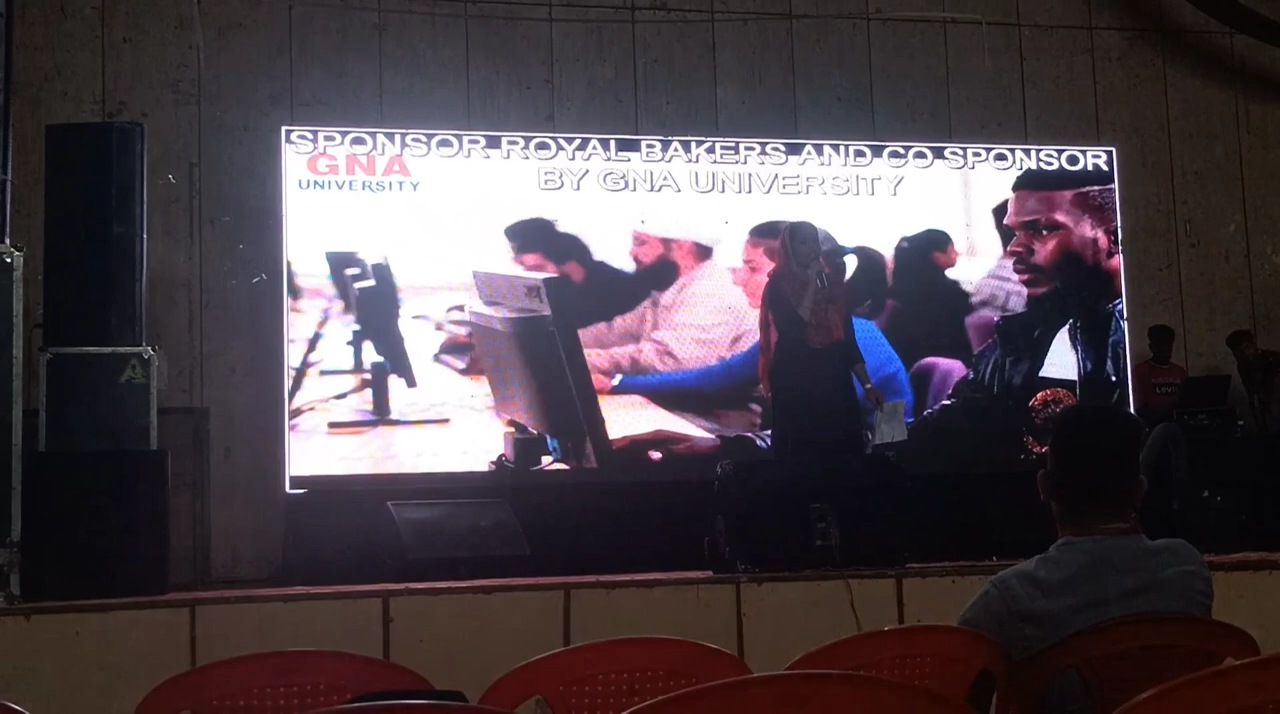 SPONSOR ROYAL BAKERS AND CO SPONSOR
BY GNA UNIVERSITY
GNA
UNIVERSITY